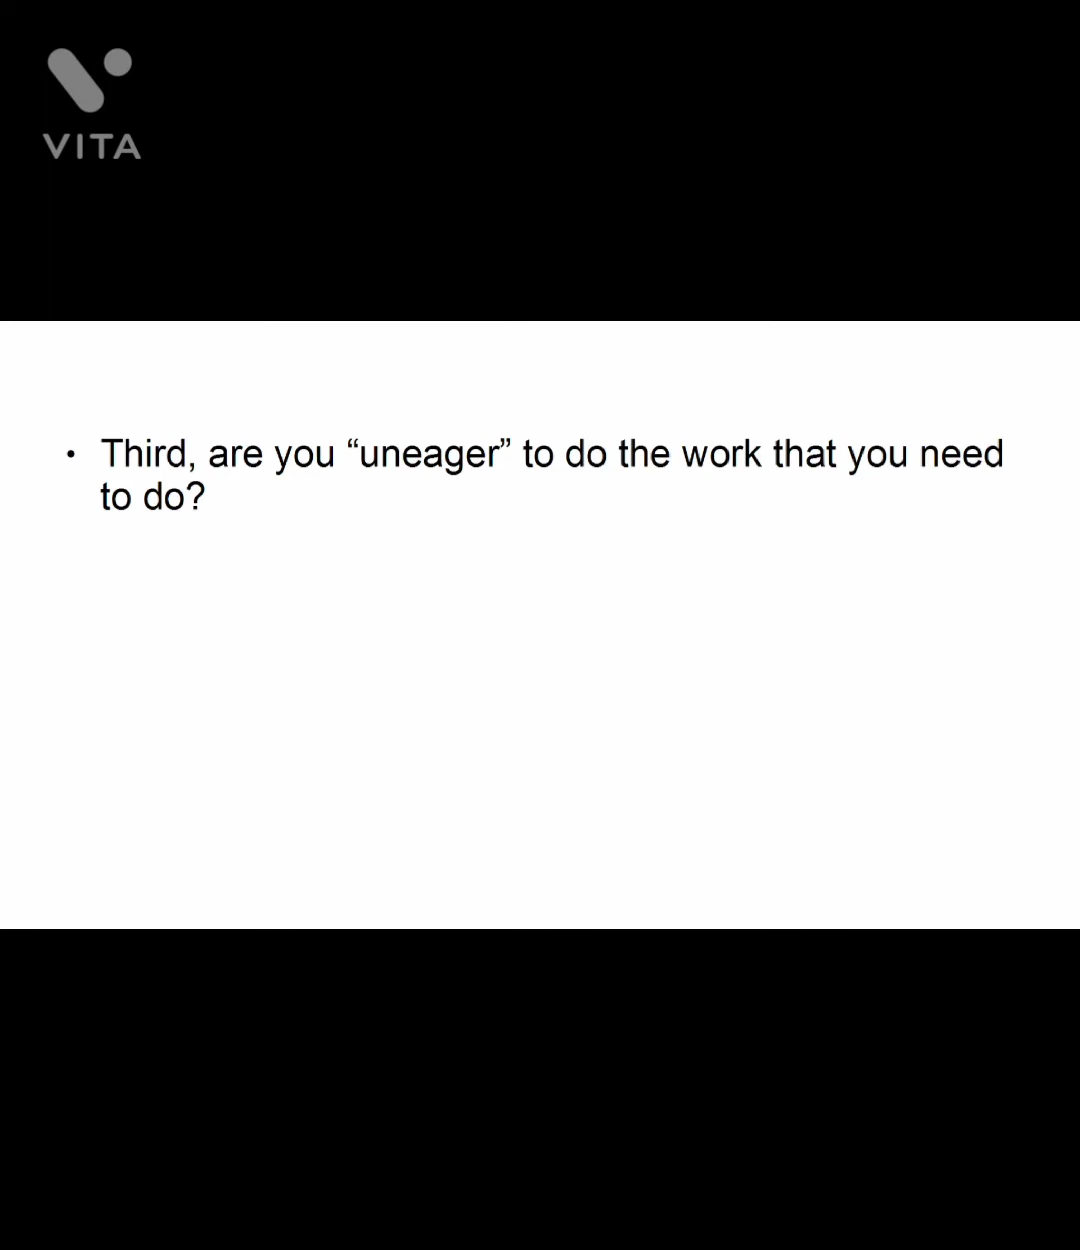 VITA
• Third, are you “uneager” to do the work that you need
to do?